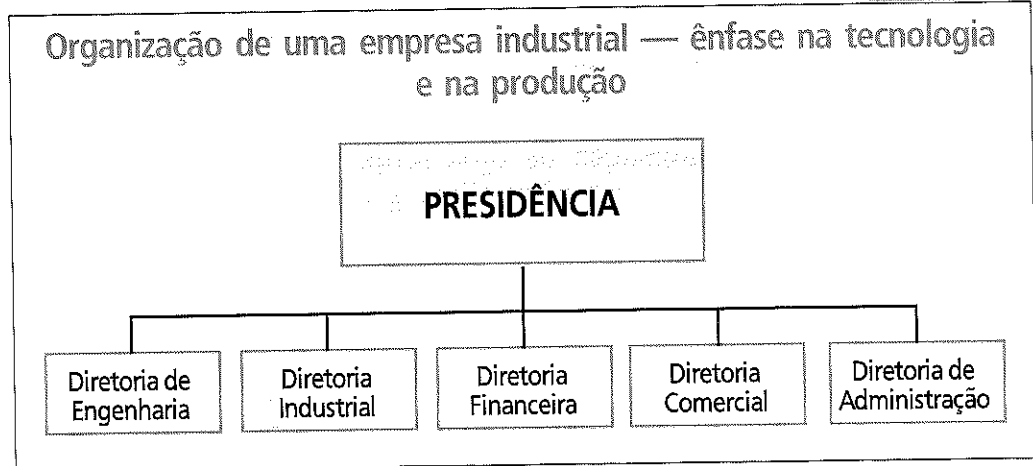 Organização de uma empresa industrial — ênfase na tecnologia
e na produção
PRESIDÊNCIA
Diretoria de
Engenharia
Diretoria
Industrial
Diretoria
Financeira
Diretoria
Comercial
Diretoria de
Administração